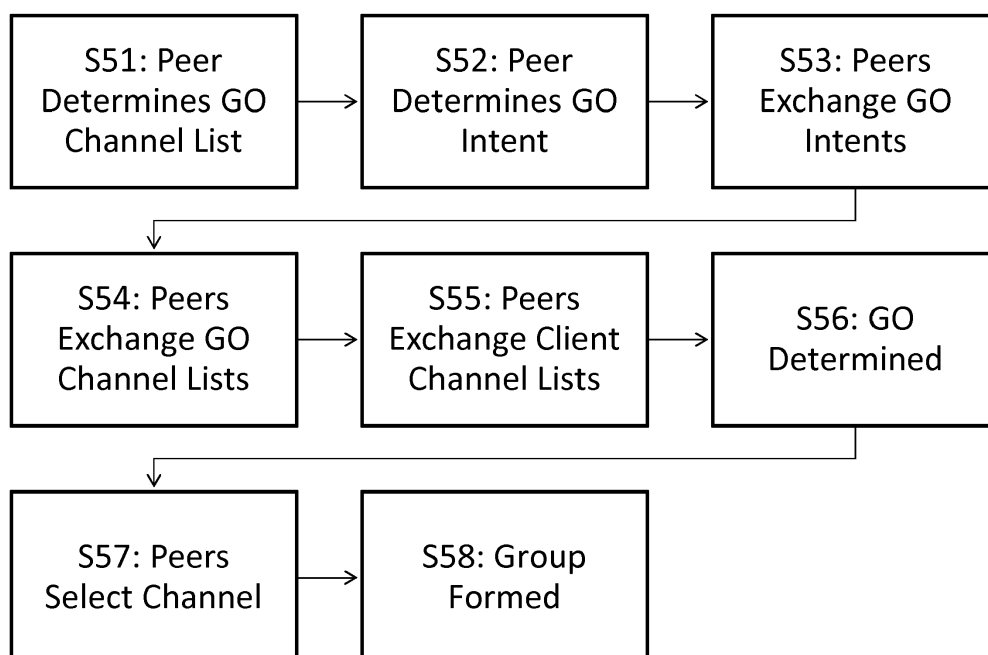 S51: Peer
Determines GO
Channel List
S52: Peer
Determines GO
Intent
S53: Peers
Exchange GO
Intents
S54: Peers
Exchange GO
Channel Lists
S55: Peers
Exchange Client
Channel Lists
S56: GO
Determined
S57: Peers
Select Channel
S58: Group
Formed